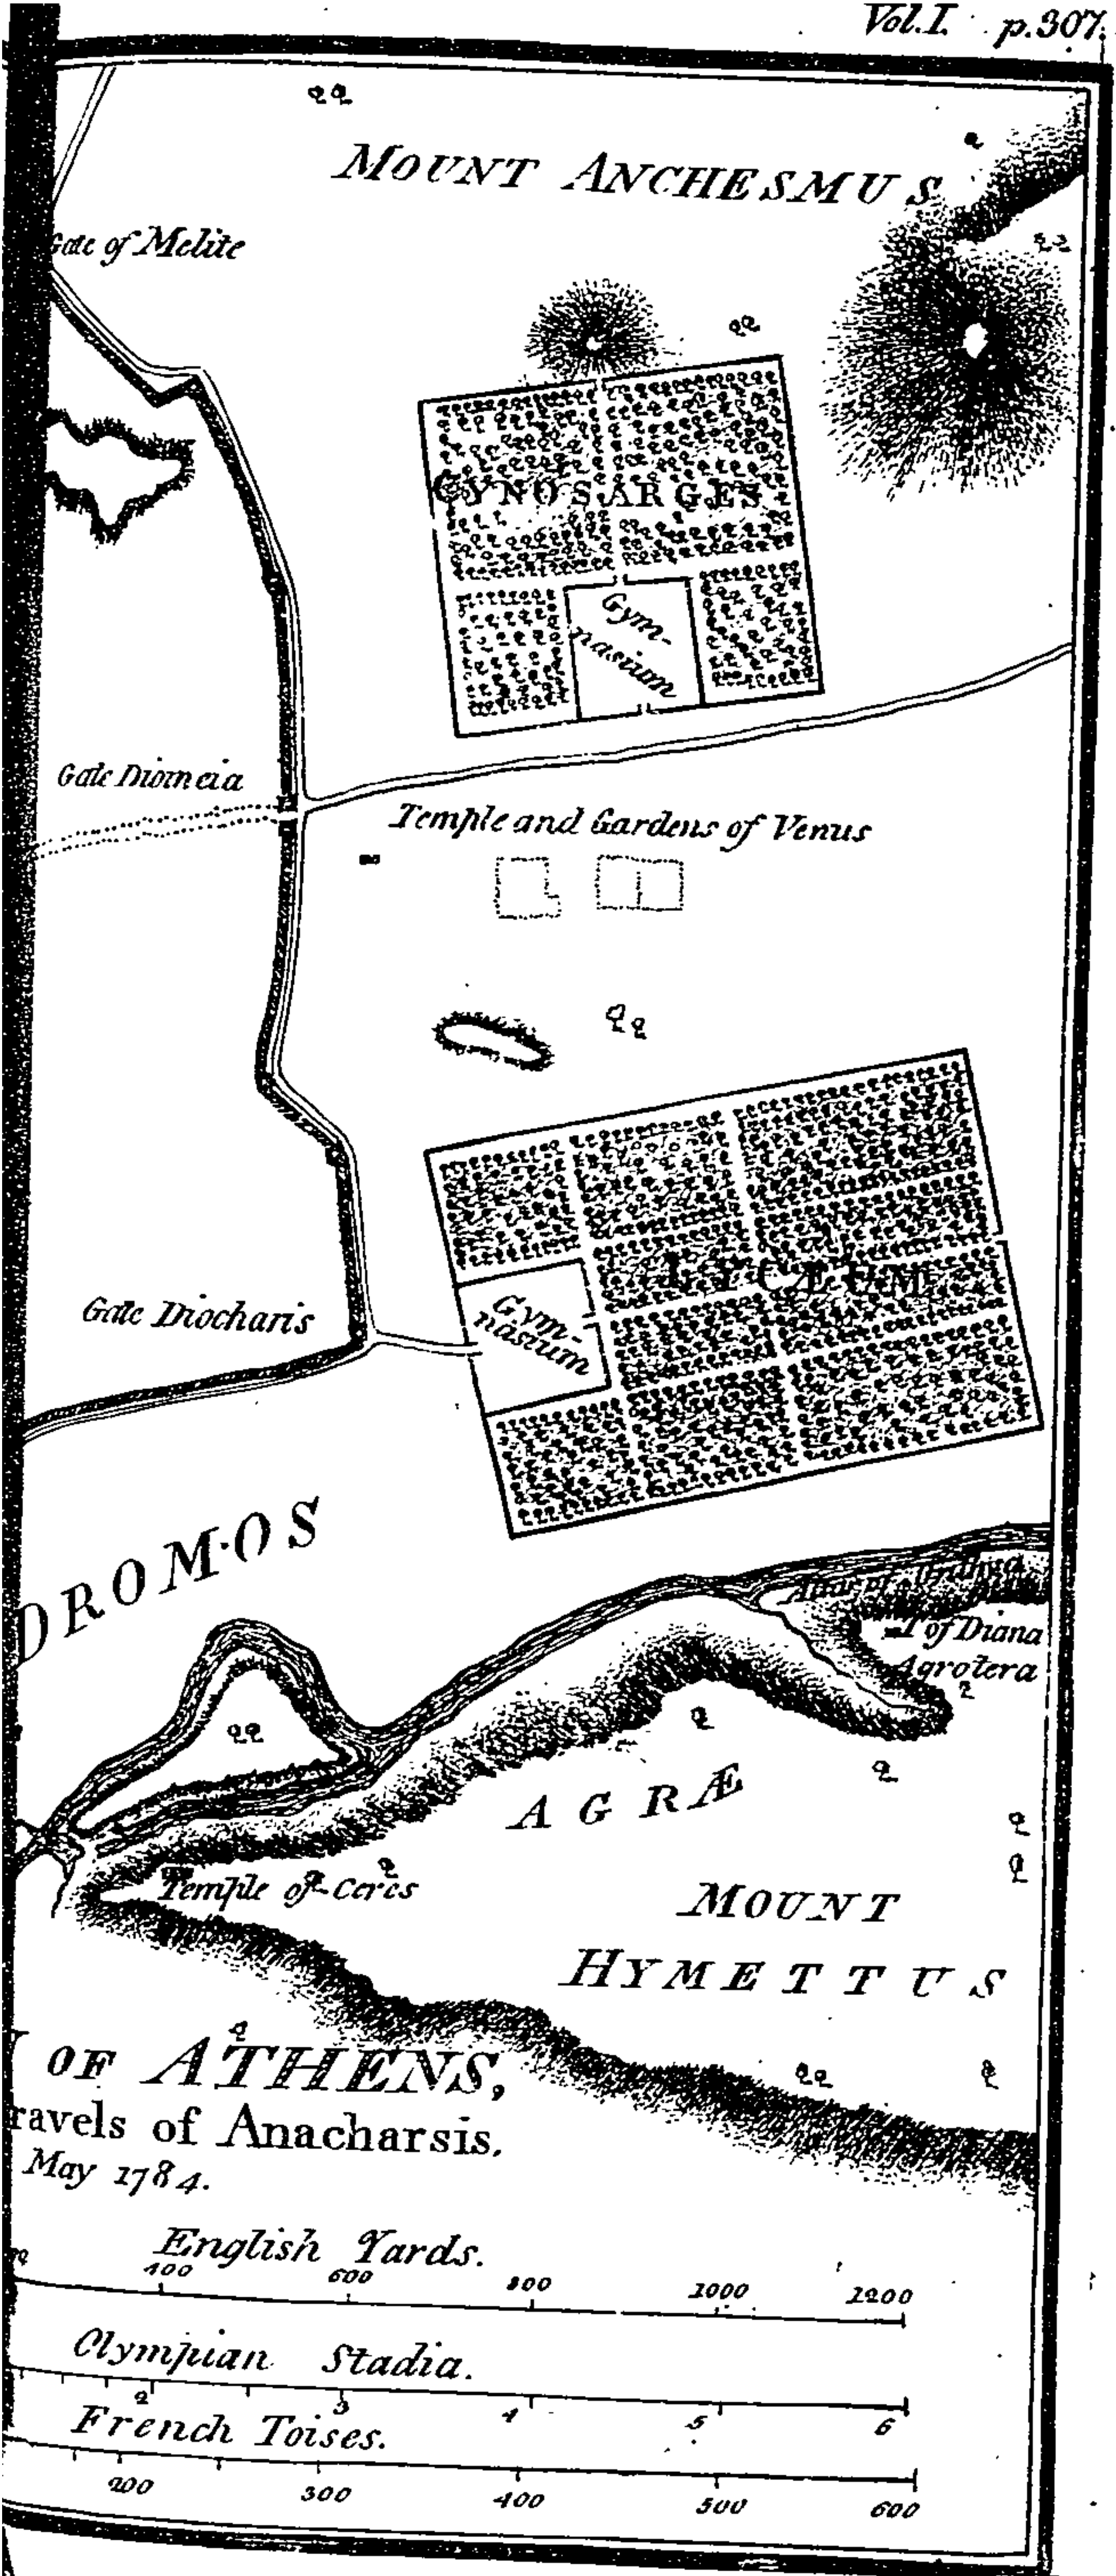 Vol.I. p.307.
MOUNT ANCHESMUS
Gate of Melite
CYNOSARGES
Gym-
nasium
Gate Diomeia
Temple and Gardens of Venus
LYCÆUM
Gate Diocharis
Gym-
nasium
DROMOS
T of Diana
Agrotera
AGRÆ
Temple of Ceres
MOUNT
HYMETTUS
OF ATHENS,
ravels of Anacharsis.
May 1784.
English Yards.
400 600 800 1000 1200
Olympian Stadia.
2 3 4 5 6
French Toises.
200 300 400 500 600